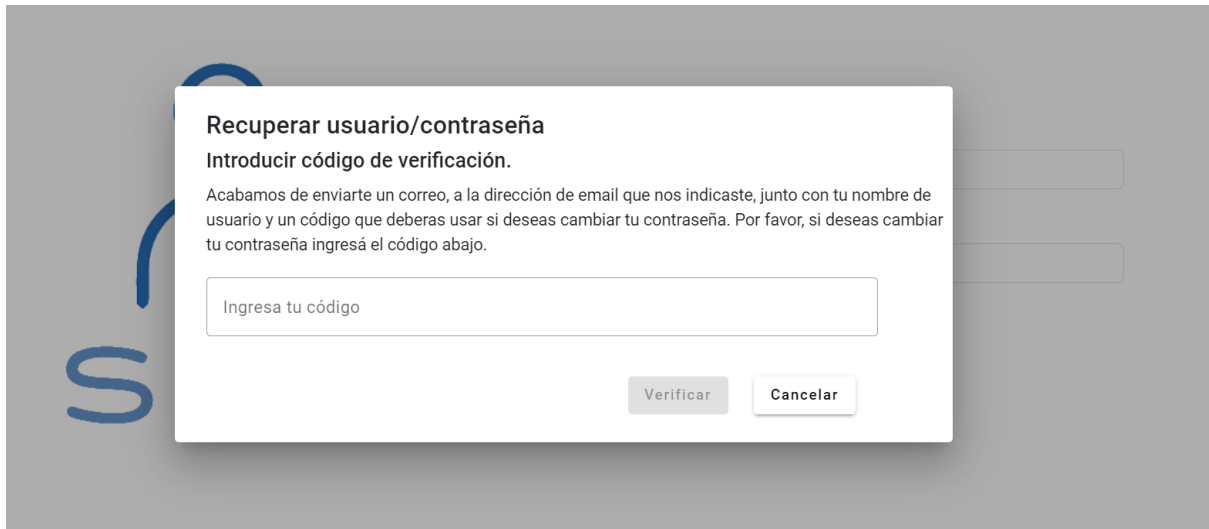 Recuperar usuario/contraseña
Introducir código de verificación.
Acabamos de enviarte un correo, a la dirección de email que nos indicaste, junto con tu nombre de
usuario y un código que deberas usar si deseas cambiar tu contraseña. Por favor, si deseas cambiar
tu contraseña ingresá el código abajo.
Ingresa tu código
Verificar Cancelar
S